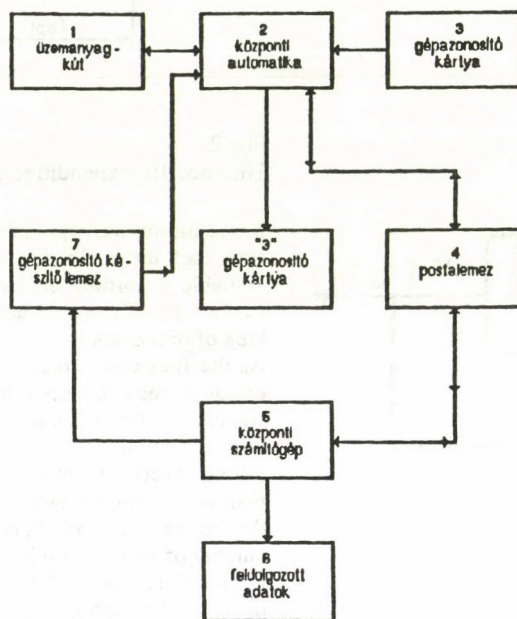 1
üzemanyag-
kút
2
központi
automatika
3
gépazonosító
kártya
7
gépazonosító ké-
szítő lemez
"3"
gépazonosító
kártya
4
postalemez
5
központi
számítógép
6
feldolgozott
adatok